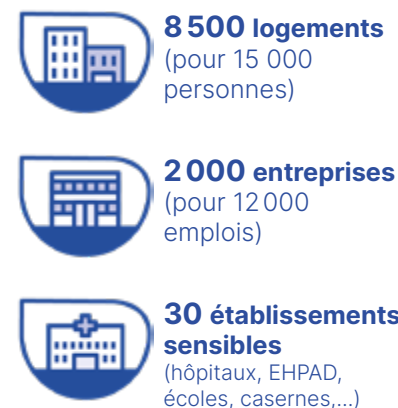 8 500 logements
(pour 15 000
personnes)
2 000 entreprises
(pour 12 000
emplois)
30 établissements
sensibles
(hôpitaux, EHPAD,
écoles, casernes,...)